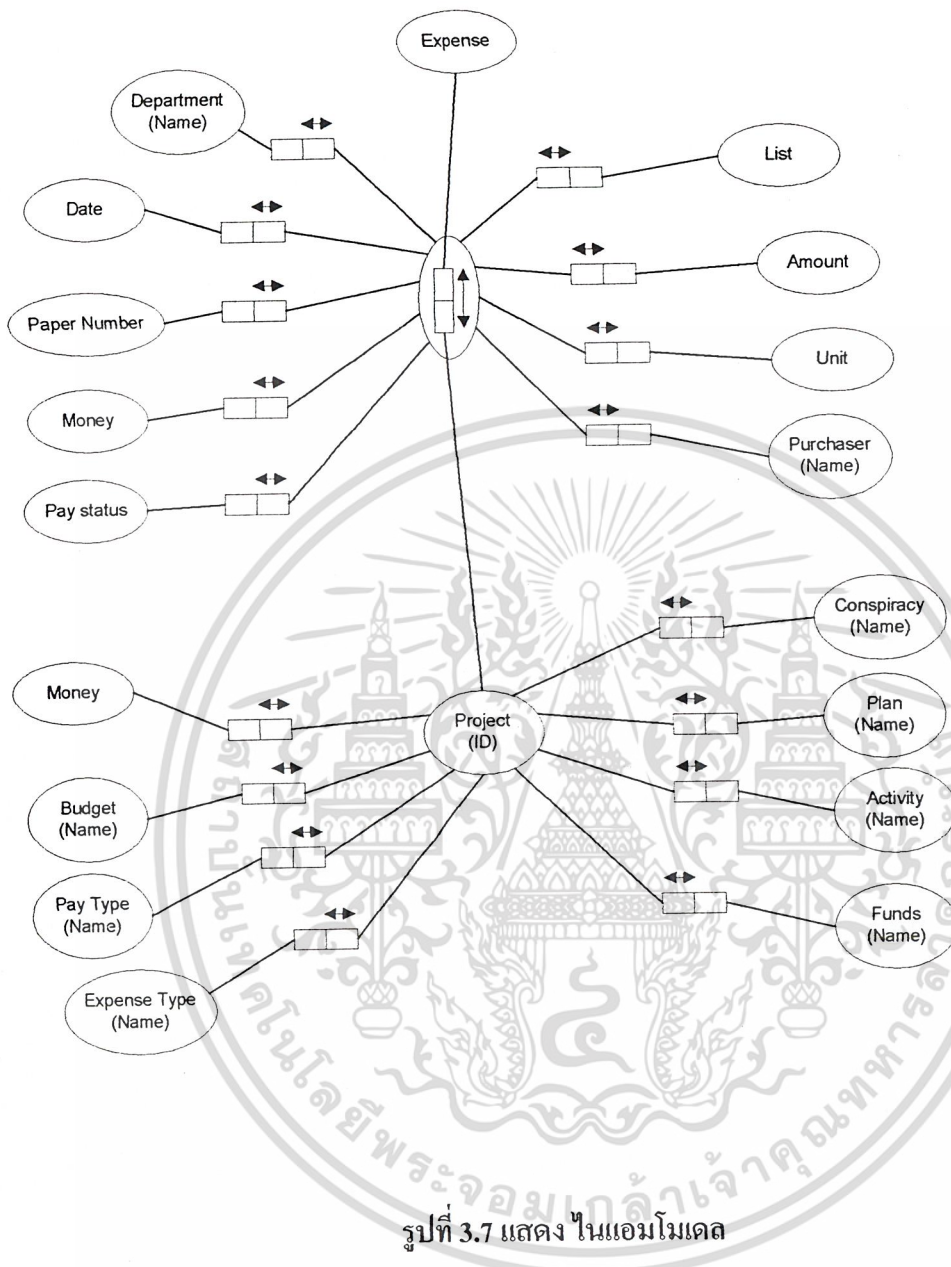 Expense
Department
(Name)
List
Date
Amount
Paper Number
Unit
Money
Purchaser
(Name)
Pay status
Conspiracy
(Name)
Money
Project
(ID)
Plan
(Name)
Budget
(Name)
Activity
(Name)
Pay Type
(Name)
Funds
(Name)
Expense Type
(Name)
รูปที่ 3.7 แสดง ในแอมโมเดล